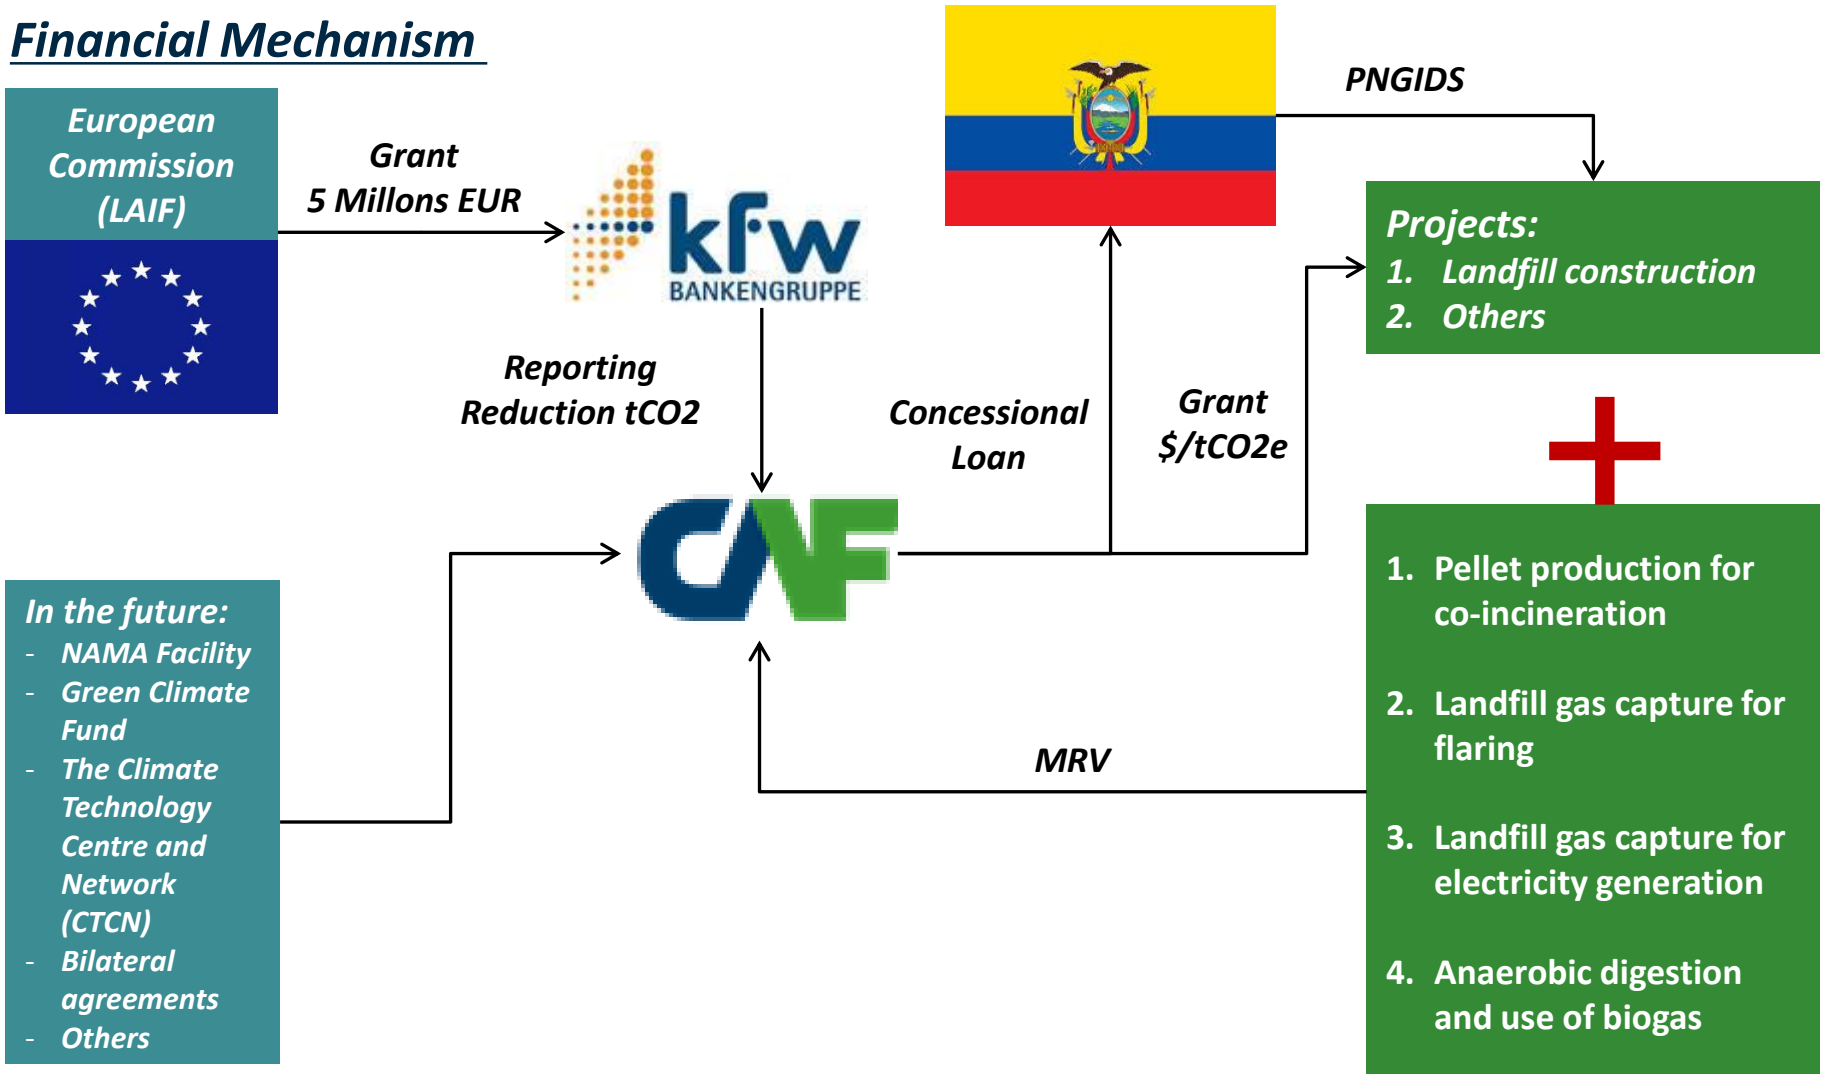 Financial Mechanism
European
Commission
(LAIF)
Grant
5 Millons EUR
kfw
BANKENGRUPPE
PNGIDS
Projects:
1. Landfill construction
2. Others
Reporting
Reduction tCO2
Concessional
Loan
Grant
$/tCO2e
CAF
In the future:
- NAMA Facility
- Green Climate
Fund
- The Climate
Technology
Centre and
Network
(CTCN)
- Bilateral
agreements
- Others
MRV
1. Pellet production for
co-incineration
2. Landfill gas capture for
flaring
3. Landfill gas capture for
electricity generation
4. Anaerobic digestion
and use of biogas